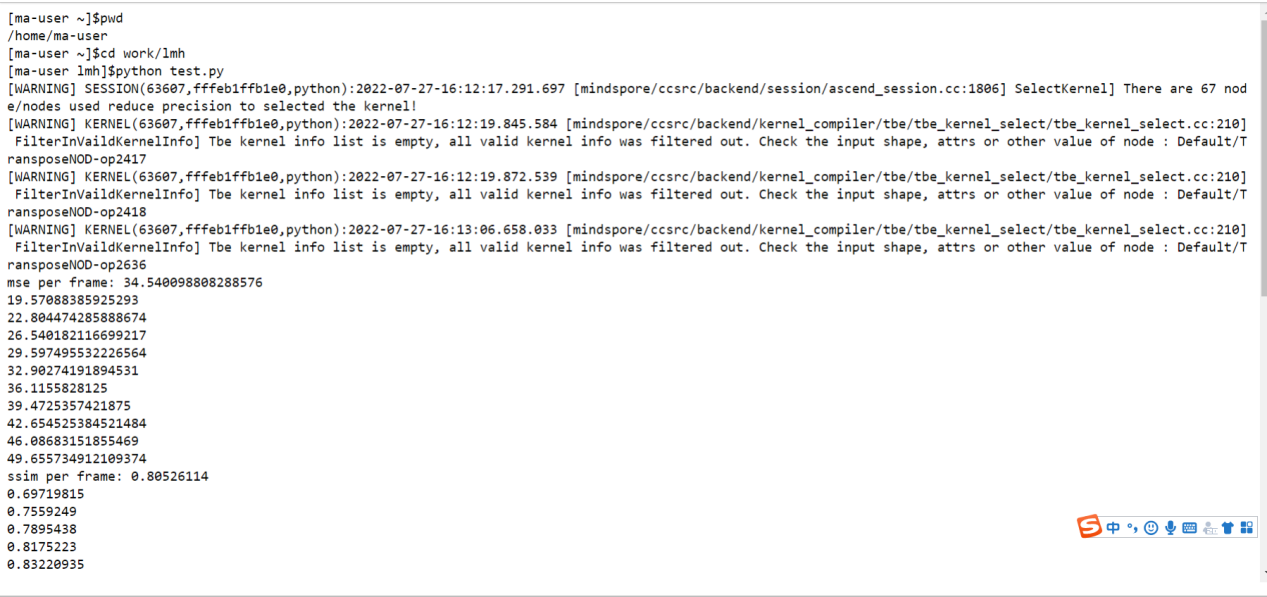 [ma-user ~]$pwd
/home/ma-user
[ma-user ~]$cd work/lmh
[ma-user lmh]$python test.py
[WARNING] SESSION(63607,fffeb1ffb1e0,python):2022-07-27-16:12:17.291.697 [mindspore/ccsrc/backend/session/ascend_session.cc:1806] SelectKernel] There are 67 nod
e/nodes used reduce precision to selected the kernel!
[WARNING] KERNEL(63607,fffeb1ffb1e0,python):2022-07-27-16:12:19.845.584 [mindspore/ccsrc/backend/kernel_compiler/tbe/tbe_kernel_select/tbe_kernel_select.cc:210]
 FilterInVaildKernelInfo] Tbe kernel info list is empty, all valid kernel info was filtered out. Check the input shape, attrs or other value of node : Default/T
ransposeNOD-op2417
[WARNING] KERNEL(63607,fffeb1ffb1e0,python):2022-07-27-16:12:19.872.539 [mindspore/ccsrc/backend/kernel_compiler/tbe/tbe_kernel_select/tbe_kernel_select.cc:210]
 FilterInVaildKernelInfo] Tbe kernel info list is empty, all valid kernel info was filtered out. Check the input shape, attrs or other value of node : Default/T
ransposeNOD-op2418
[WARNING] KERNEL(63607,fffeb1ffb1e0,python):2022-07-27-16:13:06.658.033 [mindspore/ccsrc/backend/kernel_compiler/tbe/tbe_kernel_select/tbe_kernel_select.cc:210]
 FilterInVaildKernelInfo] Tbe kernel info list is empty, all valid kernel info was filtered out. Check the input shape, attrs or other value of node : Default/T
ransposeNOD-op2636
mse per frame: 34.540098808288576
19.57088385925293
22.804474285888674
26.540182116699217
29.597495532226564
32.90274191894531
36.1155828125
39.4725357421875
42.654525384521484
46.08683151855469
49.655734912109374
ssim per frame: 0.80526114
0.69719815
0.7559249
0.7895438
0.8175223
0.83220935
中